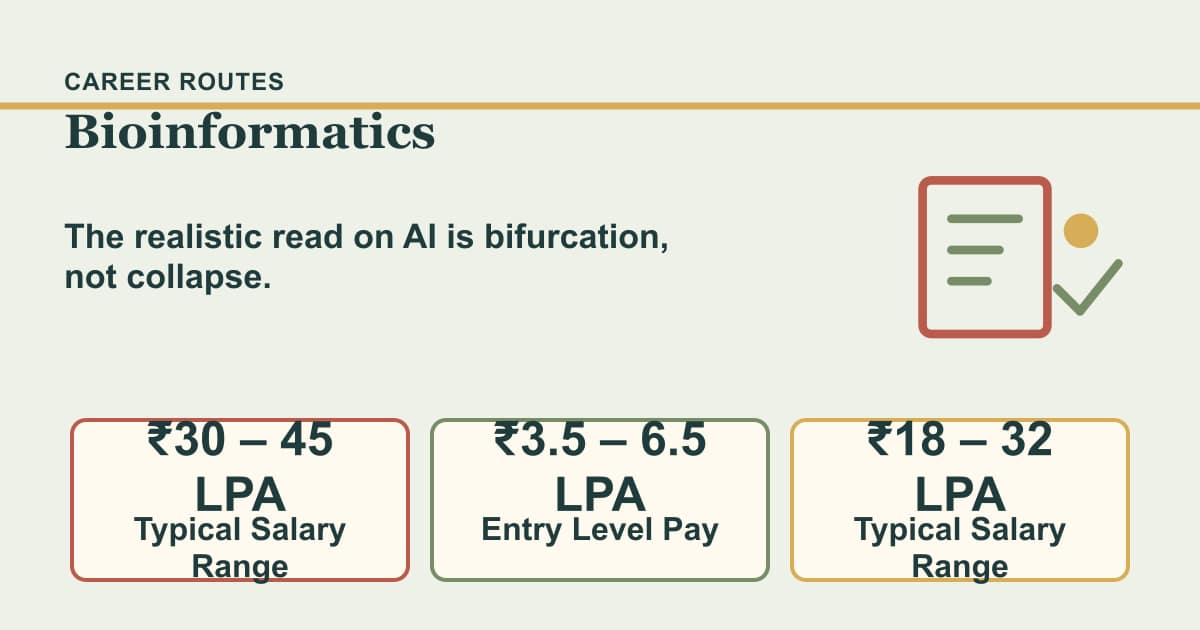 CAREER ROUTES
Bioinformatics
The realistic read on AI is bifurcation,
not collapse.
₹30 – 45
LPA
Typical Salary
Range
₹3.5 – 6.5
LPA
Entry Level Pay
₹18 – 32
LPA
Typical Salary
Range